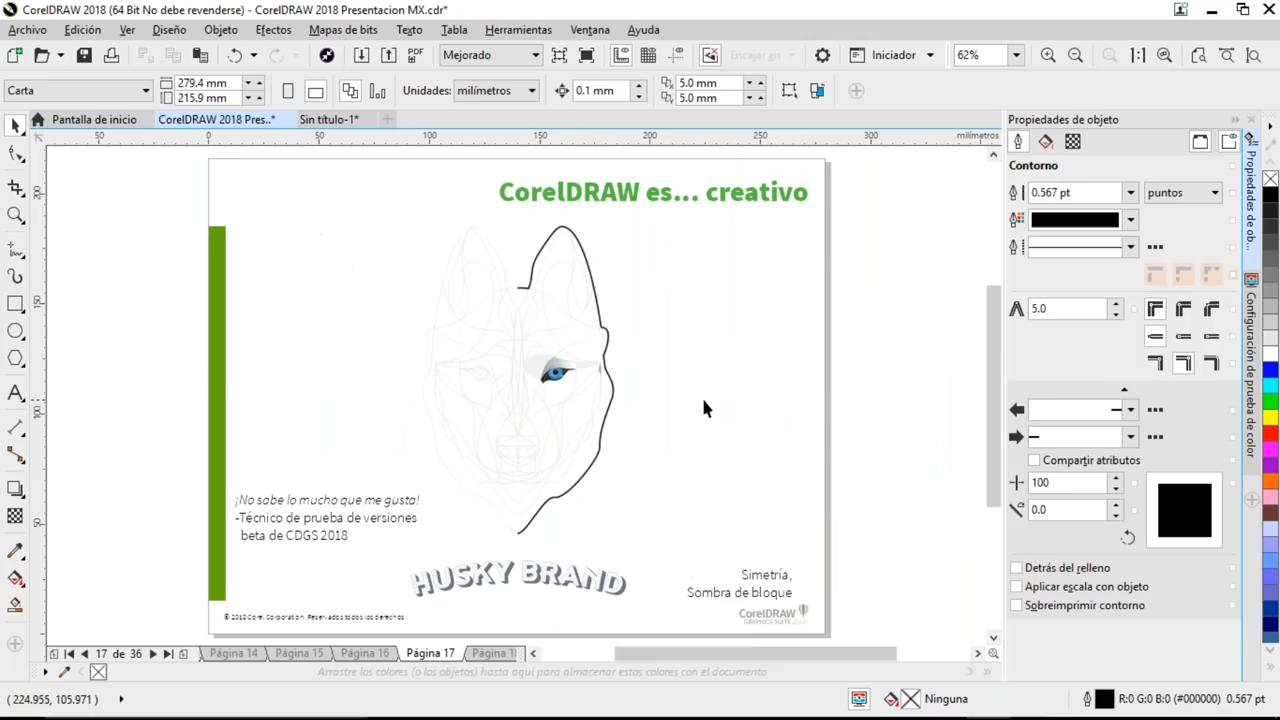 CorelDRAW 2018 (64 Bit No debe revenderse) - CorelDRAW 2018 Presentacion MX.cdr*
Archivo Edición Ver Diseño Objeto Efectos Mapas de bits Texto Tabla Herramientas Ventana Ayuda
PDF Mejorado Encajar en Iniciador 62%
Carta 279.4 mm 215.9 mm Unidades: milímetros 0.1 mm 5.0 mm 5.0 mm
Pantalla de inicio CorelDRAW 2018 Pres..* Sin título-1*
50 0 50 100 150 200 250 300 milímetros
200
150
100
50
CorelDRAW es... creativo
¡No sabe lo mucho que me gusta!
-Técnico de prueba de versiones
beta de CDGS 2018
HUSKY BRAND
Simetría,
Sombra de bloque
CorelDRAW
GRAPHICS SUITE 2018
© 2018 Corel Corporation. Reservados todos los derechos
17 de 36 Página 14 Página 15 Página 16 Página 17 Página 1
Arrastre los colores (o los objetos) hasta aquí para almacenar estos colores con el documento
( 224.955, 105.971 ) Ninguna R:0 G:0 B:0 (#000000) 0.567 pt
Propiedades de objeto
Contorno
0.567 pt puntos
5.0
Compartir atributos
100
0.0
Detrás del relleno
Aplicar escala con objeto
Sobreimprimir contorno
Propiedades de ob...
Configuración de prueba de color